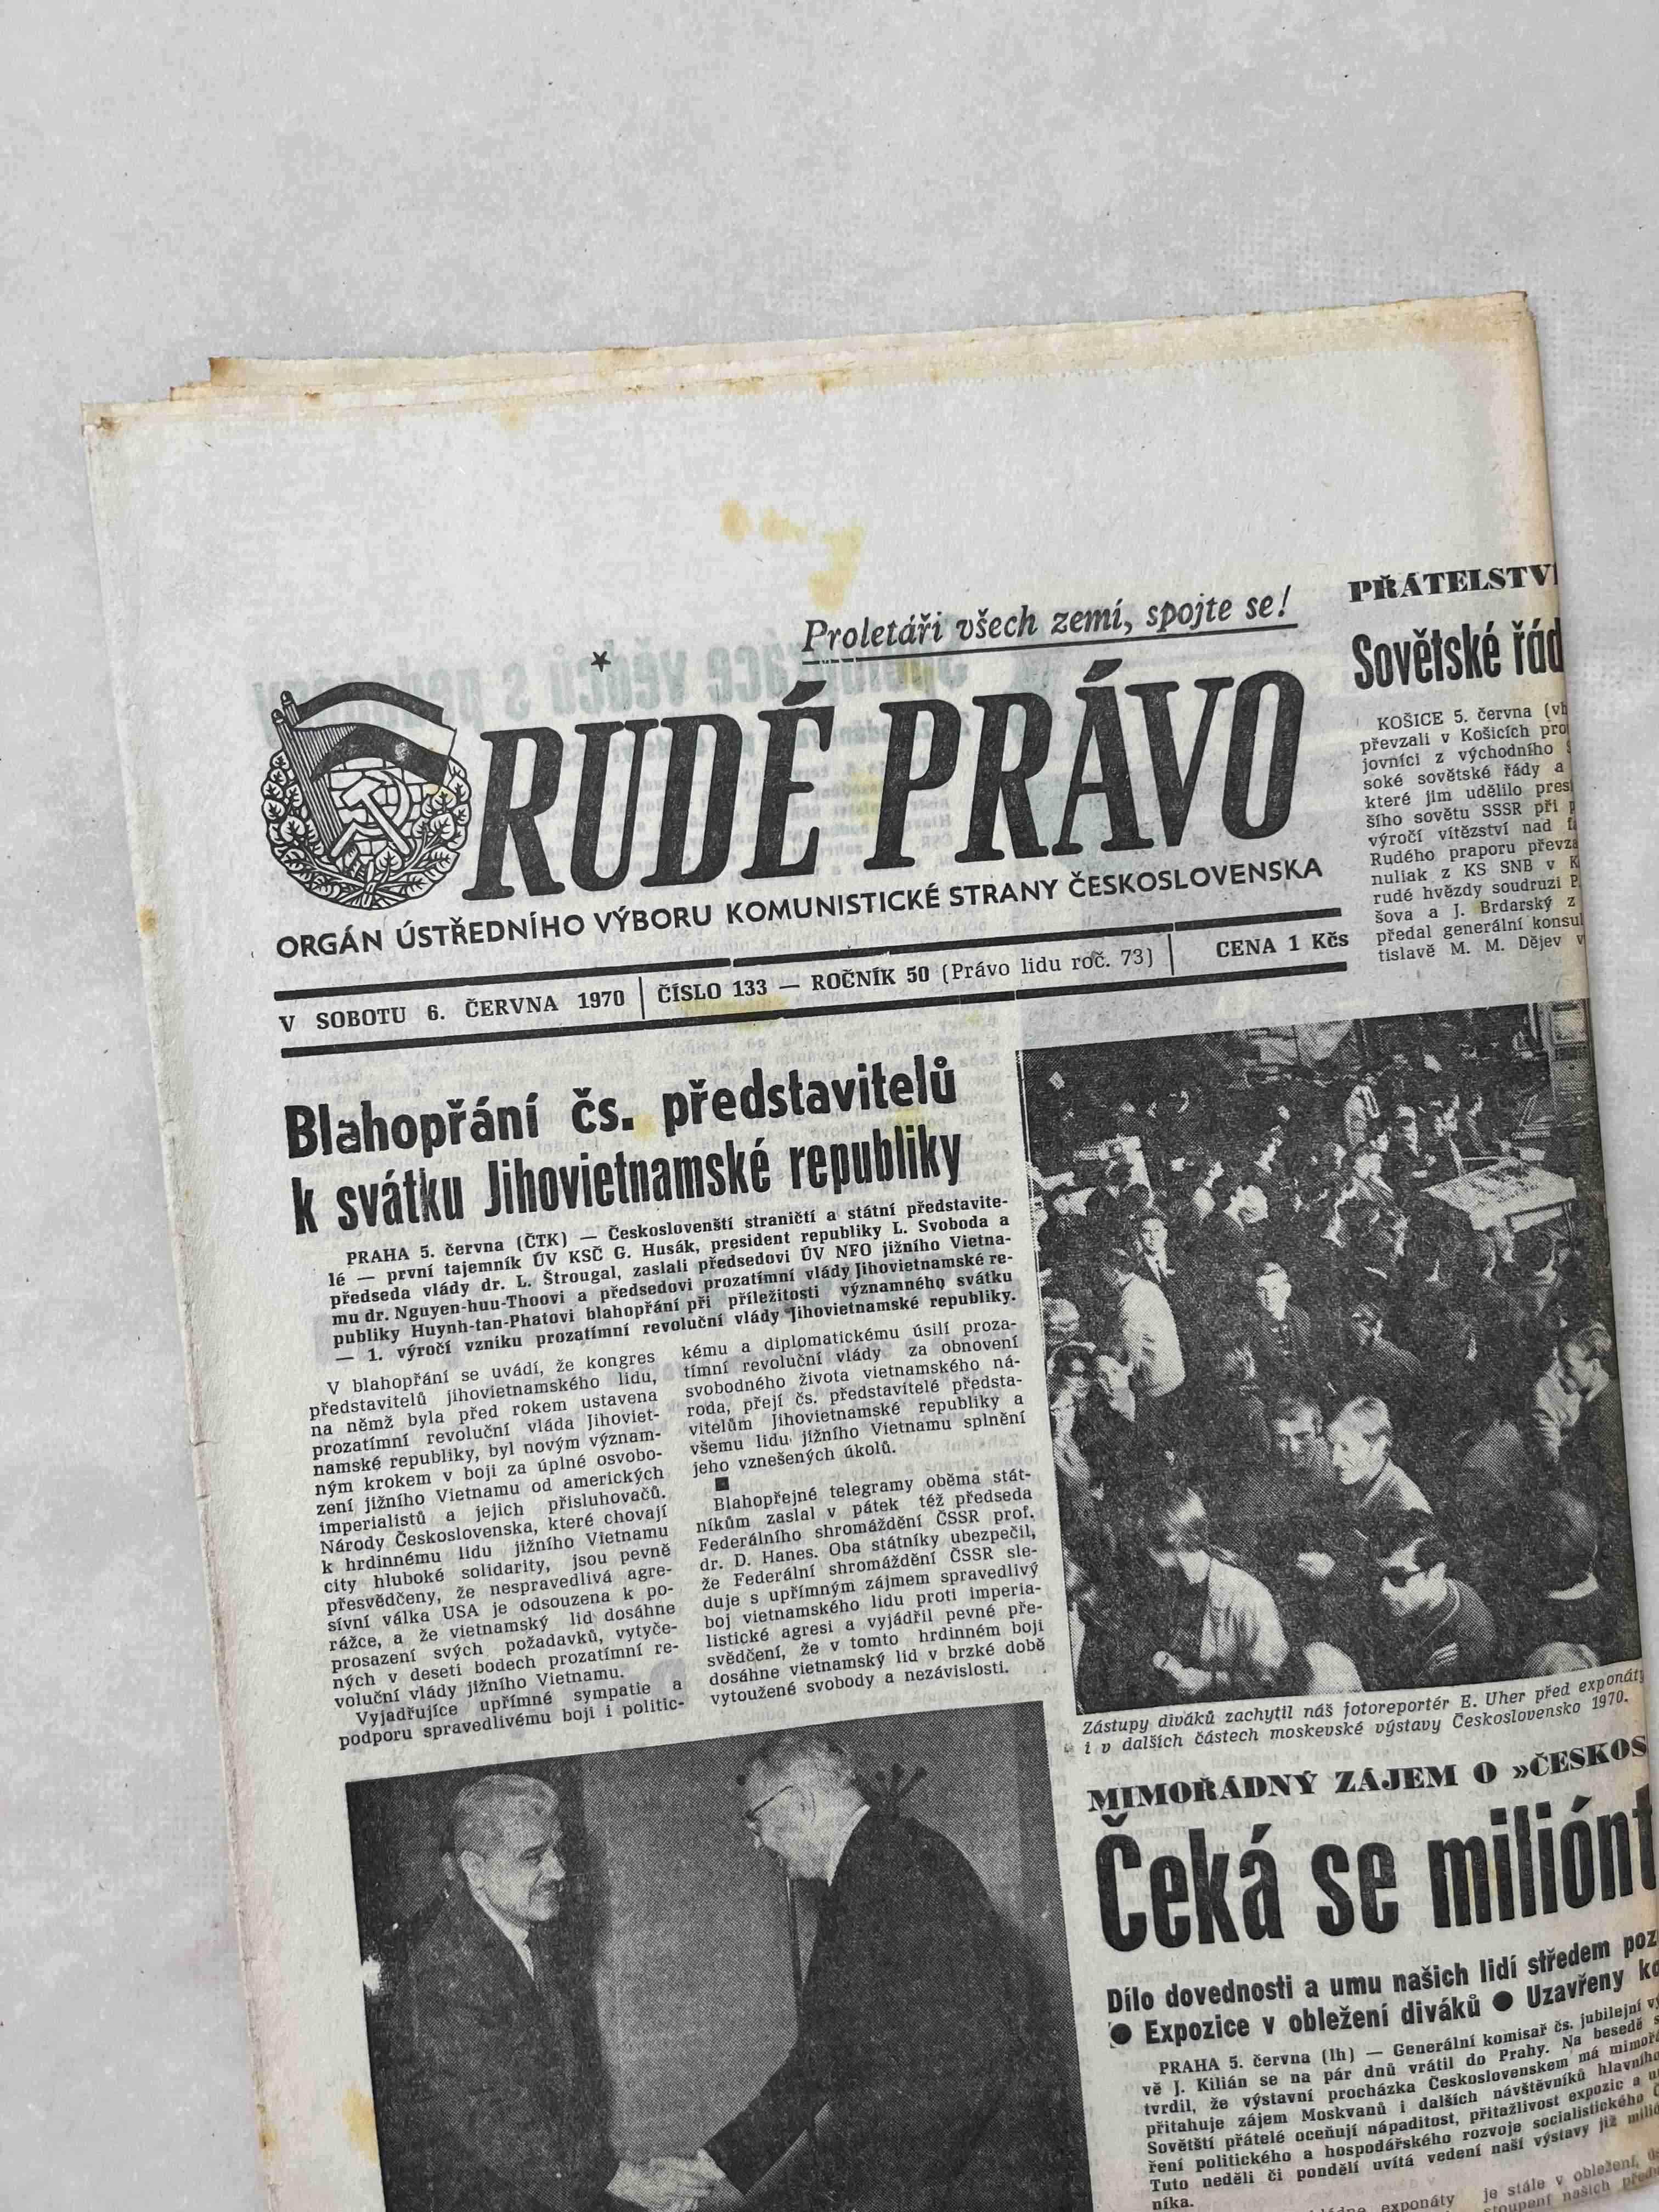 Proletáři všech zemí, spojte se!
RUDÉ PRÁVO
ORGÁN ÚSTŘEDNÍHO VÝBORU KOMUNISTICKÉ STRANY ČESKOSLOVENSKA
V SOBOTU 6. ČERVNA 1970
ČÍSLO 133 — ROČNÍK 50 (Právo lidu roč. 73)
CENA 1 Kčs
Blahopřání čs. představitelů
k svátku Jihovietnamské republiky
PRAHA 5. června (ČTK) — Českoslovenští straničtí a státní představite-
lé — první tajemník ÚV KSČ G. Husák, president republiky L. Svoboda a
předseda vlády dr. L. Štrougal, zaslali předsedovi ÚV NFO jižního Vietna-
mu dr. Nguyen-huu-Thoovi a předsedovi prozatímní vlády Jihovietnamské re-
publiky Huynh-tan-Phatovi blahopřání při příležitosti významného svátku
— 1. výročí vzniku prozatímní revoluční vlády Jihovietnamské republiky.
V blahopřání se uvádí, že kongres
představitelů jihovietnamského lidu,
na němž byla před rokem ustavena
prozatímní revoluční vláda Jihoviet-
namské republiky, byl novým význam-
ným krokem v boji za úplné osvobo-
zení jižního Vietnamu od amerických
imperialistů a jejich přisluhovačů.
Národy Československa, které chovají
k hrdinnému lidu jižního Vietnamu
city hluboké solidarity, jsou pevně
přesvědčeny, že nespravedlivá agre-
sívní válka USA je odsouzena k po-
rážce, a že vietnamský lid dosáhne
prosazení svých požadavků, vytyče-
ných v deseti bodech prozatímní re-
voluční vlády jižního Vietnamu.
Vyjadřujíce upřímné sympatie a
podporu spravedlivému boji i politic-
kému a diplomatickému úsilí proza-
tímní revoluční vlády za obnovení
svobodného života vietnamského ná-
roda, přejí čs. představitelé předsta-
vitelům Jihovietnamské republiky a
všemu lidu jižního Vietnamu splnění
jeho vznešených úkolů.
■
Blahopřejné telegramy oběma stát-
níkům zaslal v pátek též předseda
Federálního shromáždění ČSSR prof.
dr. D. Hanes. Oba státníky ubezpečil,
že Federální shromáždění ČSSR sle-
duje s upřímným zájmem spravedlivý
boj vietnamského lidu proti imperia-
listické agresi a vyjádřil pevné pře-
svědčení, že v tomto hrdinném boji
dosáhne vietnamský lid v brzké době
vytoužené svobody a nezávislosti.
PŘÁTELSTVÍ
Sovětské řád
KOŠICE 5. června (vh
převzali v Košicích pro
jovníci z východního
soké sovětské řády a
které jim udělilo pres
šího sovětu SSSR při p
výročí vítězství nad
Rudého praporu převza
nuliak z KS SNB v K
rudé hvězdy soudruzi P
šova a J. Brdarský z
předal generální konsul
tislavě M. M. Dějev v
Zástupy diváků zachytil náš fotoreportér E. Uher před exponáty
i v dalších částech moskevské výstavy Československo 1970.
MIMOŘÁDNÝ ZÁJEM O »ČESKOS
Čeká se miliónt
Dílo dovednosti a umu našich lidí středem poz
● Expozice v obležení diváků ● Uzavřeny ko
PRAHA 5. června (lh) — Generální komisař čs. jubilejní vý
vě J. Kilián se na pár dnů vrátil do Prahy. Na besedě s
tvrdil, že výstavní procházka Československem má mimořá
přitahuje zájem Moskvanů i dalších návštěvníků hlavního
Sovětští přátelé oceňují nápaditost, přitažlivost expozic a u
ření politického a hospodářského rozvoje socialistického
Tuto neděli či pondělí uvítá vedení naší výstavy již milió
níka.
exponáty
je stále v obležení,
stoupení našich